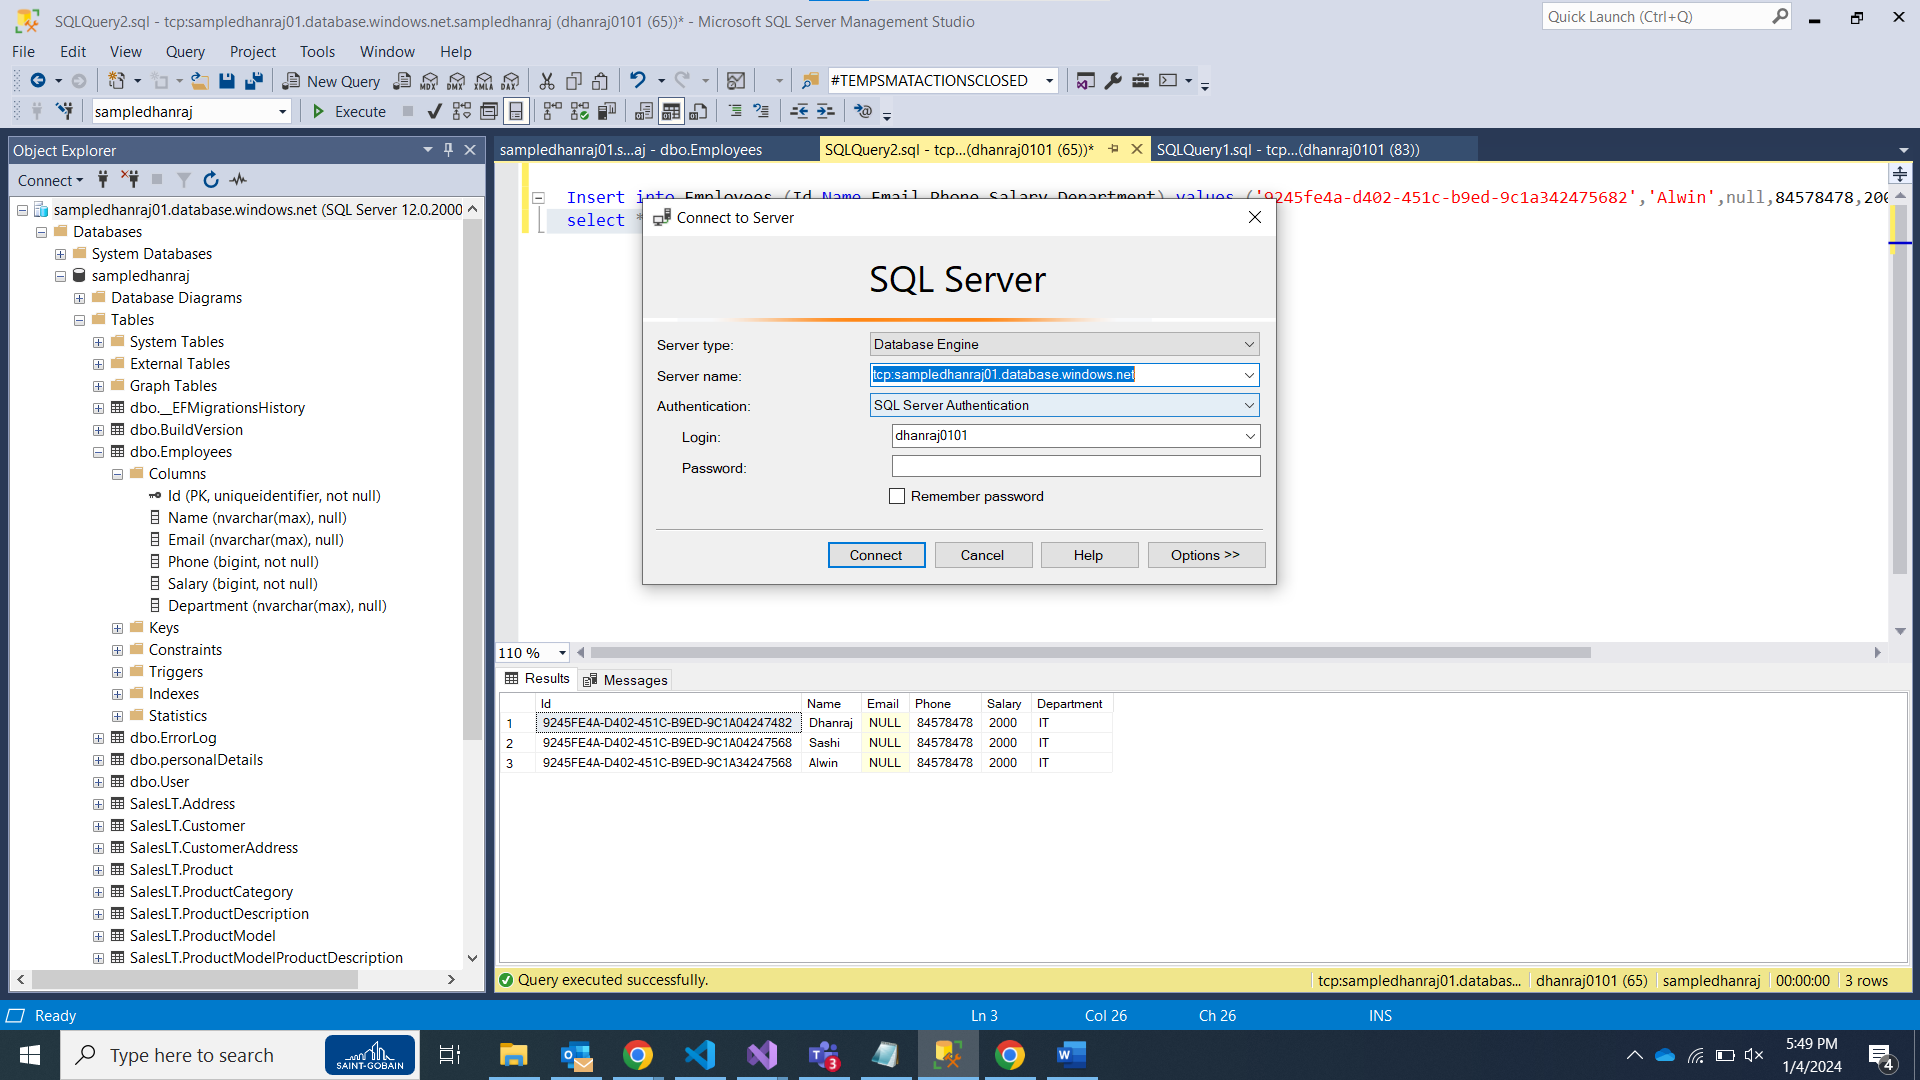 SQLQuery2.sql - tcp:sampledhanraj01.database.windows.net.sampledhanraj (dhanraj0101 (65))* - Microsoft SQL Server Management Studio
Quick Launch (Ctrl+Q)
File Edit View Query Project Tools Window Help
New Query
MDX DMX XMLA DAX
#TEMPSMATACTIONSCLOSED
sampledhanraj
Execute
Object Explorer
sampledhanraj01.s...aj - dbo.Employees
SQLQuery2.sql - tcp...(dhanraj0101 (65))*
SQLQuery1.sql - tcp...(dhanraj0101 (83))
Connect
sampledhanraj01.database.windows.net (SQL Server 12.0.2000
Databases
System Databases
sampledhanraj
Database Diagrams
Tables
System Tables
External Tables
Graph Tables
dbo.__EFMigrationsHistory
dbo.BuildVersion
dbo.Employees
Columns
Id (PK, uniqueidentifier, not null)
Name (nvarchar(max), null)
Email (nvarchar(max), null)
Phone (bigint, not null)
Salary (bigint, not null)
Department (nvarchar(max), null)
Keys
Constraints
Triggers
Indexes
Statistics
dbo.ErrorLog
dbo.personalDetails
dbo.User
SalesLT.Address
SalesLT.Customer
SalesLT.CustomerAddress
SalesLT.Product
SalesLT.ProductCategory
SalesLT.ProductDescription
SalesLT.ProductModel
SalesLT.ProductModelProductDescription
Insert into Employees (Id,Name,Email,Phone,Salary,Department) values ('9245fe4a-d402-451c-b9ed-9c1a342475682','Alwin',null,84578478,200
select *
Connect to Server
SQL Server
Server type: Database Engine
Server name: tcp:sampledhanraj01.database.windows.net
Authentication: SQL Server Authentication
Login: dhanraj0101
Password:
Remember password
Connect Cancel Help Options >>
110 %
Results Messages
Id Name Email Phone Salary Department
1 9245FE4A-D402-451C-B9ED-9C1A04247482 Dhanraj NULL 84578478 2000 IT
2 9245FE4A-D402-451C-B9ED-9C1A04247568 Sashi NULL 84578478 2000 IT
3 9245FE4A-D402-451C-B9ED-9C1A34247568 Alwin NULL 84578478 2000 IT
Query executed successfully.
tcp:sampledhanraj01.databas... dhanraj0101 (65) sampledhanraj 00:00:00 3 rows
Ready
Ln 3 Col 26 Ch 26 INS
Type here to search
SAINT-GOBAIN
3
5:49 PM
1/4/2024
4